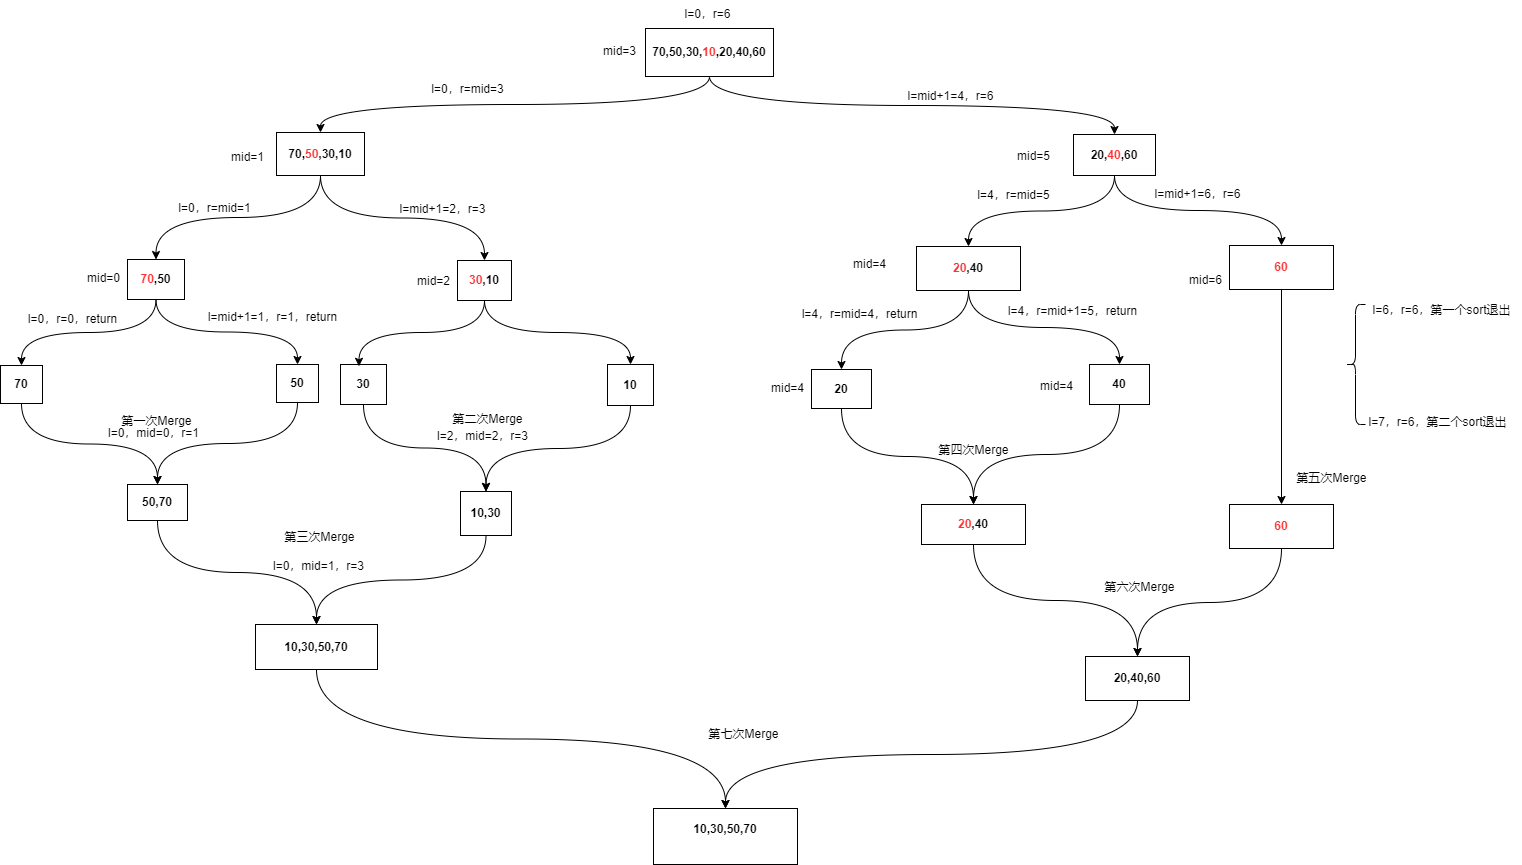 l=0，r=6
mid=3
70,50,30,10,20,40,60
l=0，r=mid=3
l=mid+1=4，r=6
mid=1
70,50,30,10
mid=5
20,40,60
l=0，r=mid=1
l=mid+1=2，r=3
l=4，r=mid=5
l=mid+1=6，r=6
mid=0
70,50
mid=2
30,10
mid=4
20,40
mid=6
60
l=0，r=0，return
l=mid+1=1，r=1，return
l=4，r=mid=4，return
l=4，r=mid+1=5，return
l=6，r=6，第一个sort退出
70
50
30
10
mid=4
20
mid=4
40
第一次Merge
l=0，mid=0，r=1
第二次Merge
l=2，mid=2，r=3
l=7，r=6，第二个sort退出
第四次Merge
第五次Merge
50,70
10,30
20,40
60
第三次Merge
l=0，mid=1，r=3
第六次Merge
10,30,50,70
20,40,60
第七次Merge
10,30,50,70